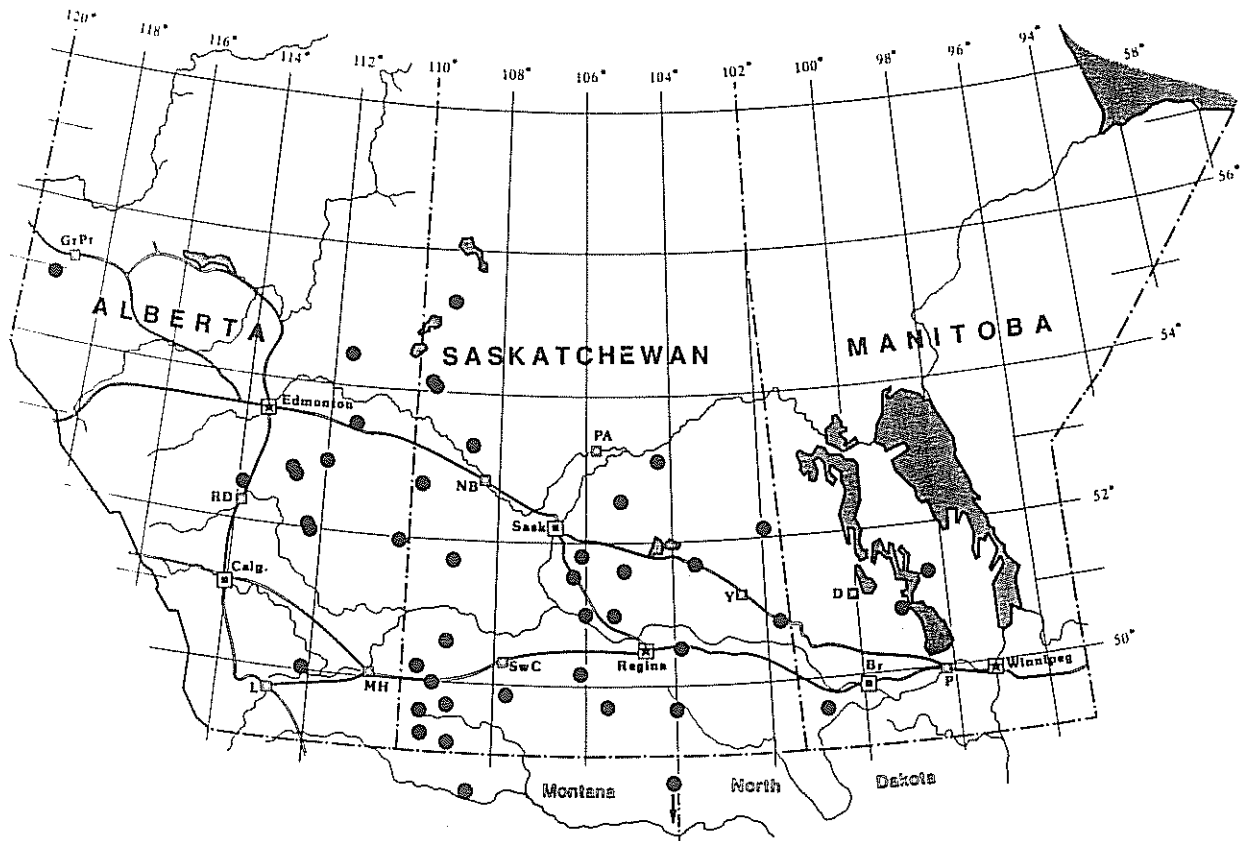 120° 118° 116° 114° 112° 110° 108° 106° 104° 102° 100° 98° 96° 94° 58°
56°
GrPr
ALBERTA SASKATCHEWAN MANITOBA
54°
Edmonton
PA
RD NB
52°
Sask
Calg.
Y D
50°
L MH SwC Regina Br P Winnipeg
Montana North Dakota